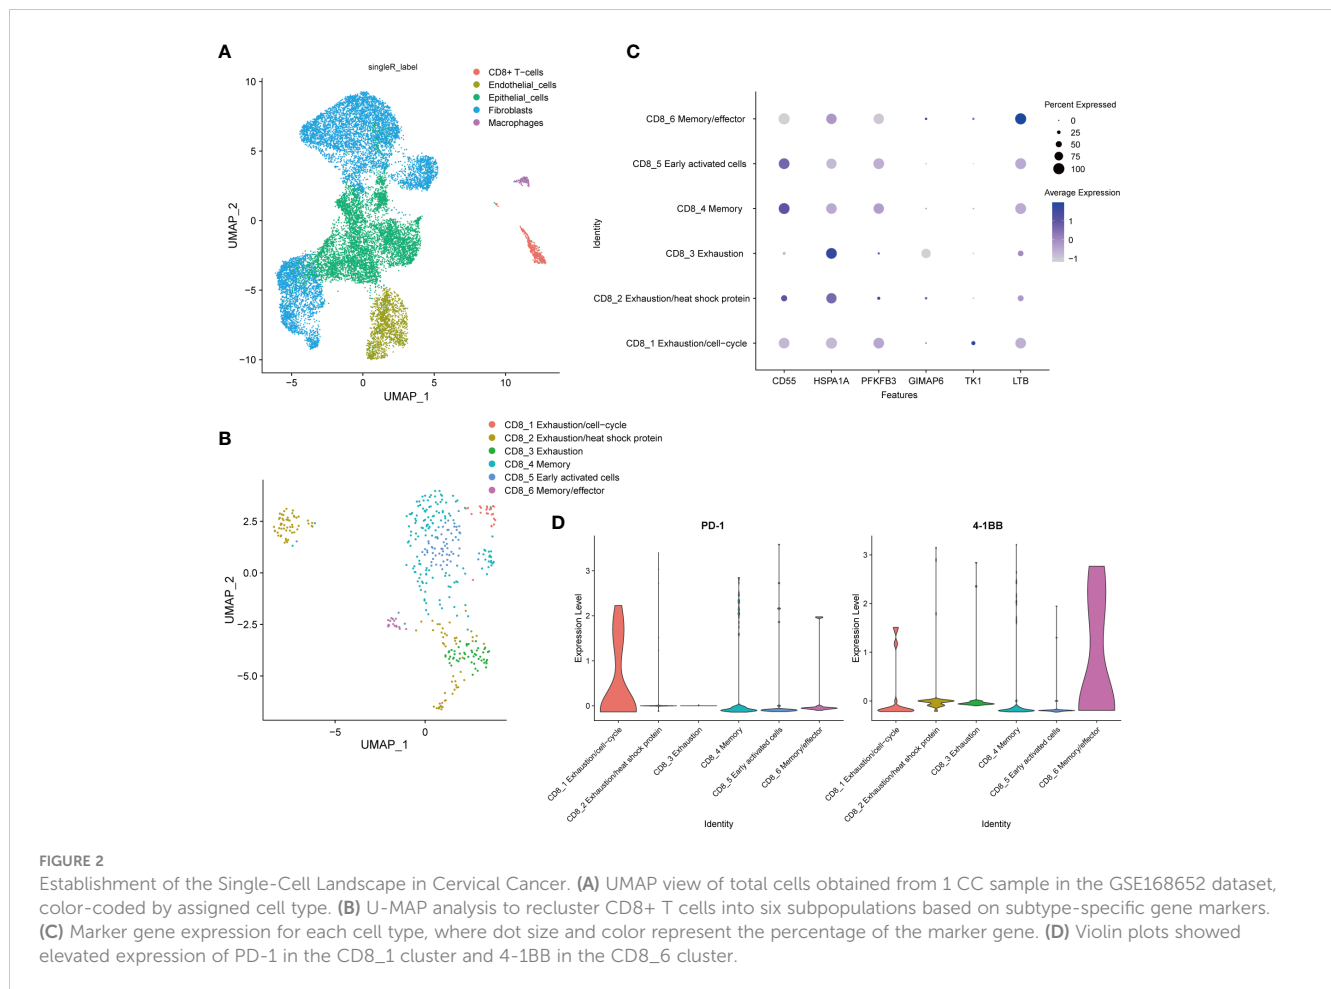 A
singleR_label
CD8+ T-cells
Endothelial_cells
Epithelial_cells
Fibroblasts
Macrophages
10
5
0
−5
−10
UMAP_2
−5
0
5
10
UMAP_1
C
CD8_6 Memory/effector
CD8_5 Early activated cells
CD8_4 Memory
CD8_3 Exhaustion
CD8_2 Exhaustion/heat shock protein
CD8_1 Exhaustion/cell-cycle
Identity
CD55
HSPA1A
PFKFB3
GIMAP6
TK1
LTB
Features
Percent Expressed
0
25
50
75
100
Average Expression
1
0
−1
B
CD8_1 Exhaustion/cell-cycle
CD8_2 Exhaustion/heat shock protein
CD8_3 Exhaustion
CD8_4 Memory
CD8_5 Early activated cells
CD8_6 Memory/effector
2.5
0.0
−2.5
−5.0
UMAP_2
−5
0
UMAP_1
D
PD-1
3
2
1
0
Expression Level
CD8_1 Exhaustion/cell-cycle
CD8_2 Exhaustion/heat shock protein
CD8_3 Exhaustion
CD8_4 Memory
CD8_5 Early activated cells
CD8_6 Memory/effector
Identity
4-1BB
3
2
1
0
Expression Level
CD8_1 Exhaustion/cell-cycle
CD8_2 Exhaustion/heat shock protein
CD8_3 Exhaustion
CD8_4 Memory
CD8_5 Early activated cells
CD8_6 Memory/effector
Identity
FIGURE 2
Establishment of the Single-Cell Landscape in Cervical Cancer. (A) UMAP view of total cells obtained from 1 CC sample in the GSE168652 dataset,
color-coded by assigned cell type. (B) U-MAP analysis to recluster CD8+ T cells into six subpopulations based on subtype-specific gene markers.
(C) Marker gene expression for each cell type, where dot size and color represent the percentage of the marker gene. (D) Violin plots showed
elevated expression of PD-1 in the CD8_1 cluster and 4-1BB in the CD8_6 cluster.